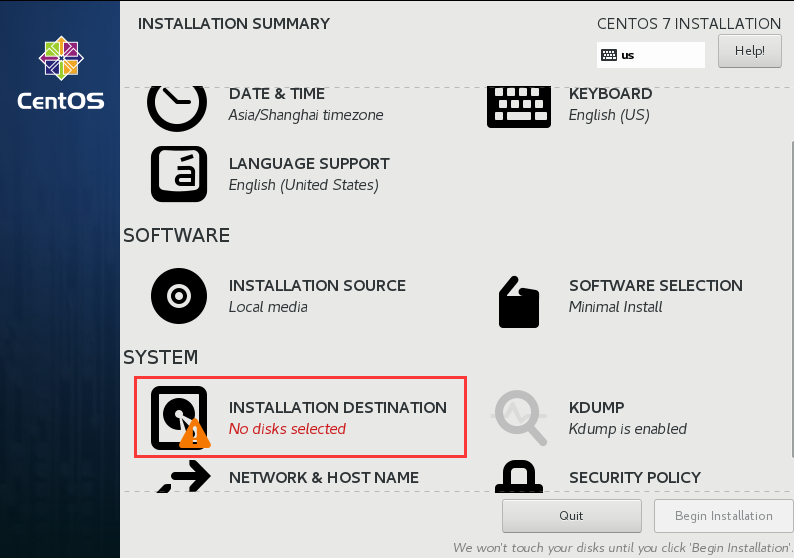 INSTALLATION SUMMARY
CENTOS 7 INSTALLATION
us
Help!
CentOS
DATE & TIME
Asia/Shanghai timezone
KEYBOARD
English (US)
á
LANGUAGE SUPPORT
English (United States)
SOFTWARE
INSTALLATION SOURCE
Local media
SOFTWARE SELECTION
Minimal Install
SYSTEM
INSTALLATION DESTINATION
No disks selected
KDUMP
Kdump is enabled
NETWORK & HOST NAME
SECURITY POLICY
Quit
Begin Installation
We won't touch your disks until you click 'Begin Installation'.